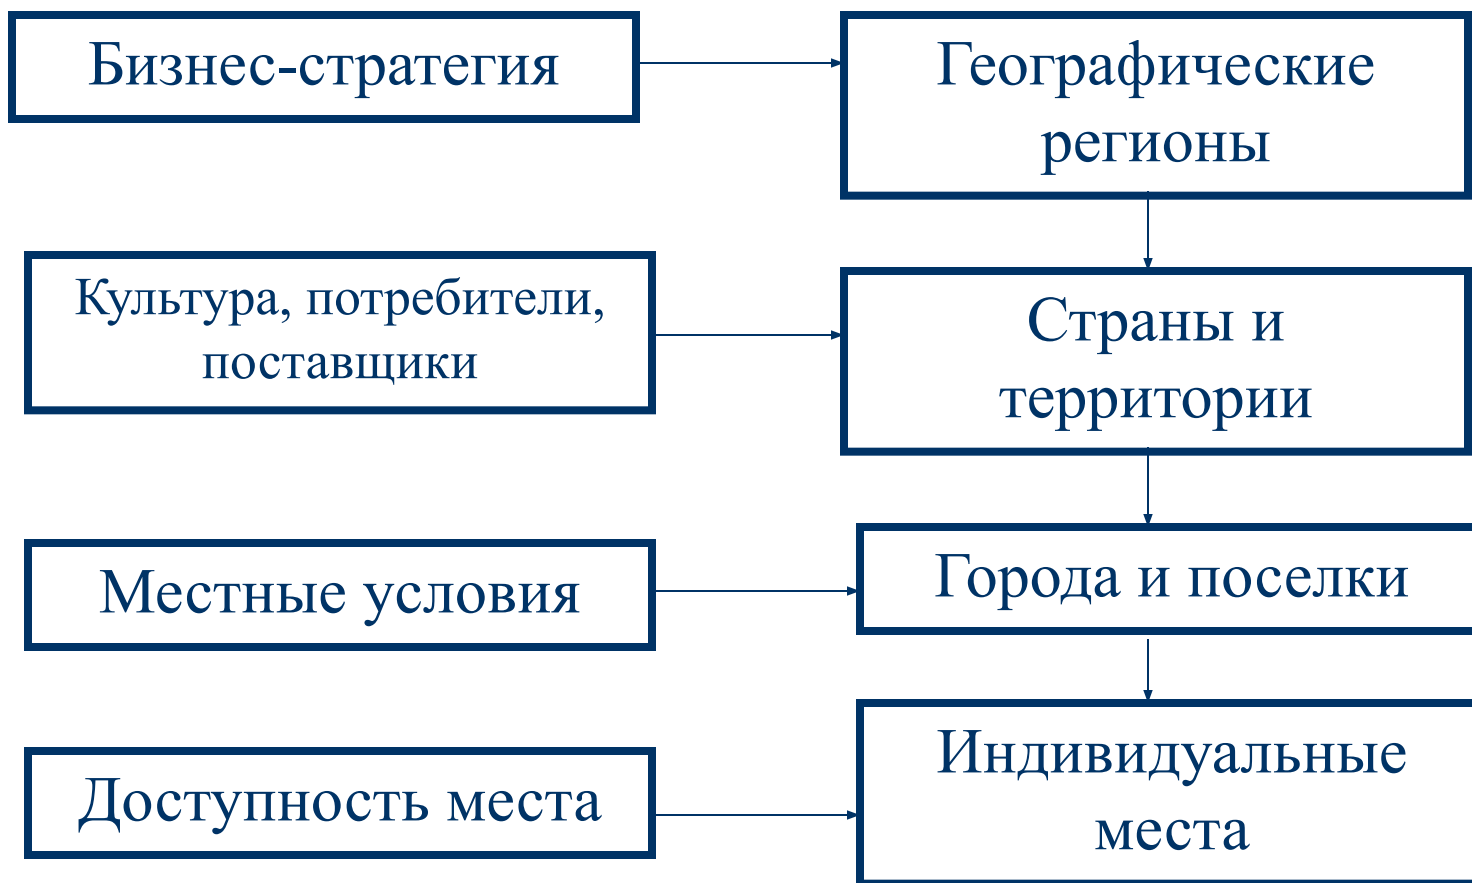 Бизнес-стратегия
Географические
регионы
Культура, потребители,
поставщики
Страны и
территории
Местные условия
Города и поселки
Доступность места
Индивидуальные
места